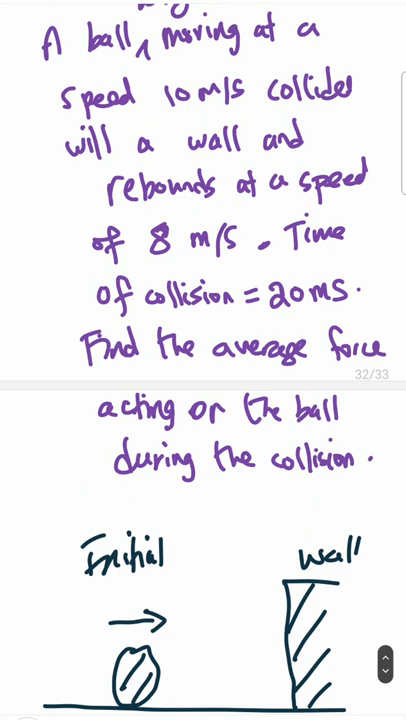 A ball, moving at a
speed 10 m/s collides
will a wall and
rebounds at a speed
of 8 m/s. Time
of collision = 20 ms.
Find the average force
32/33
acting on the ball
during the collision.
Initial
wall